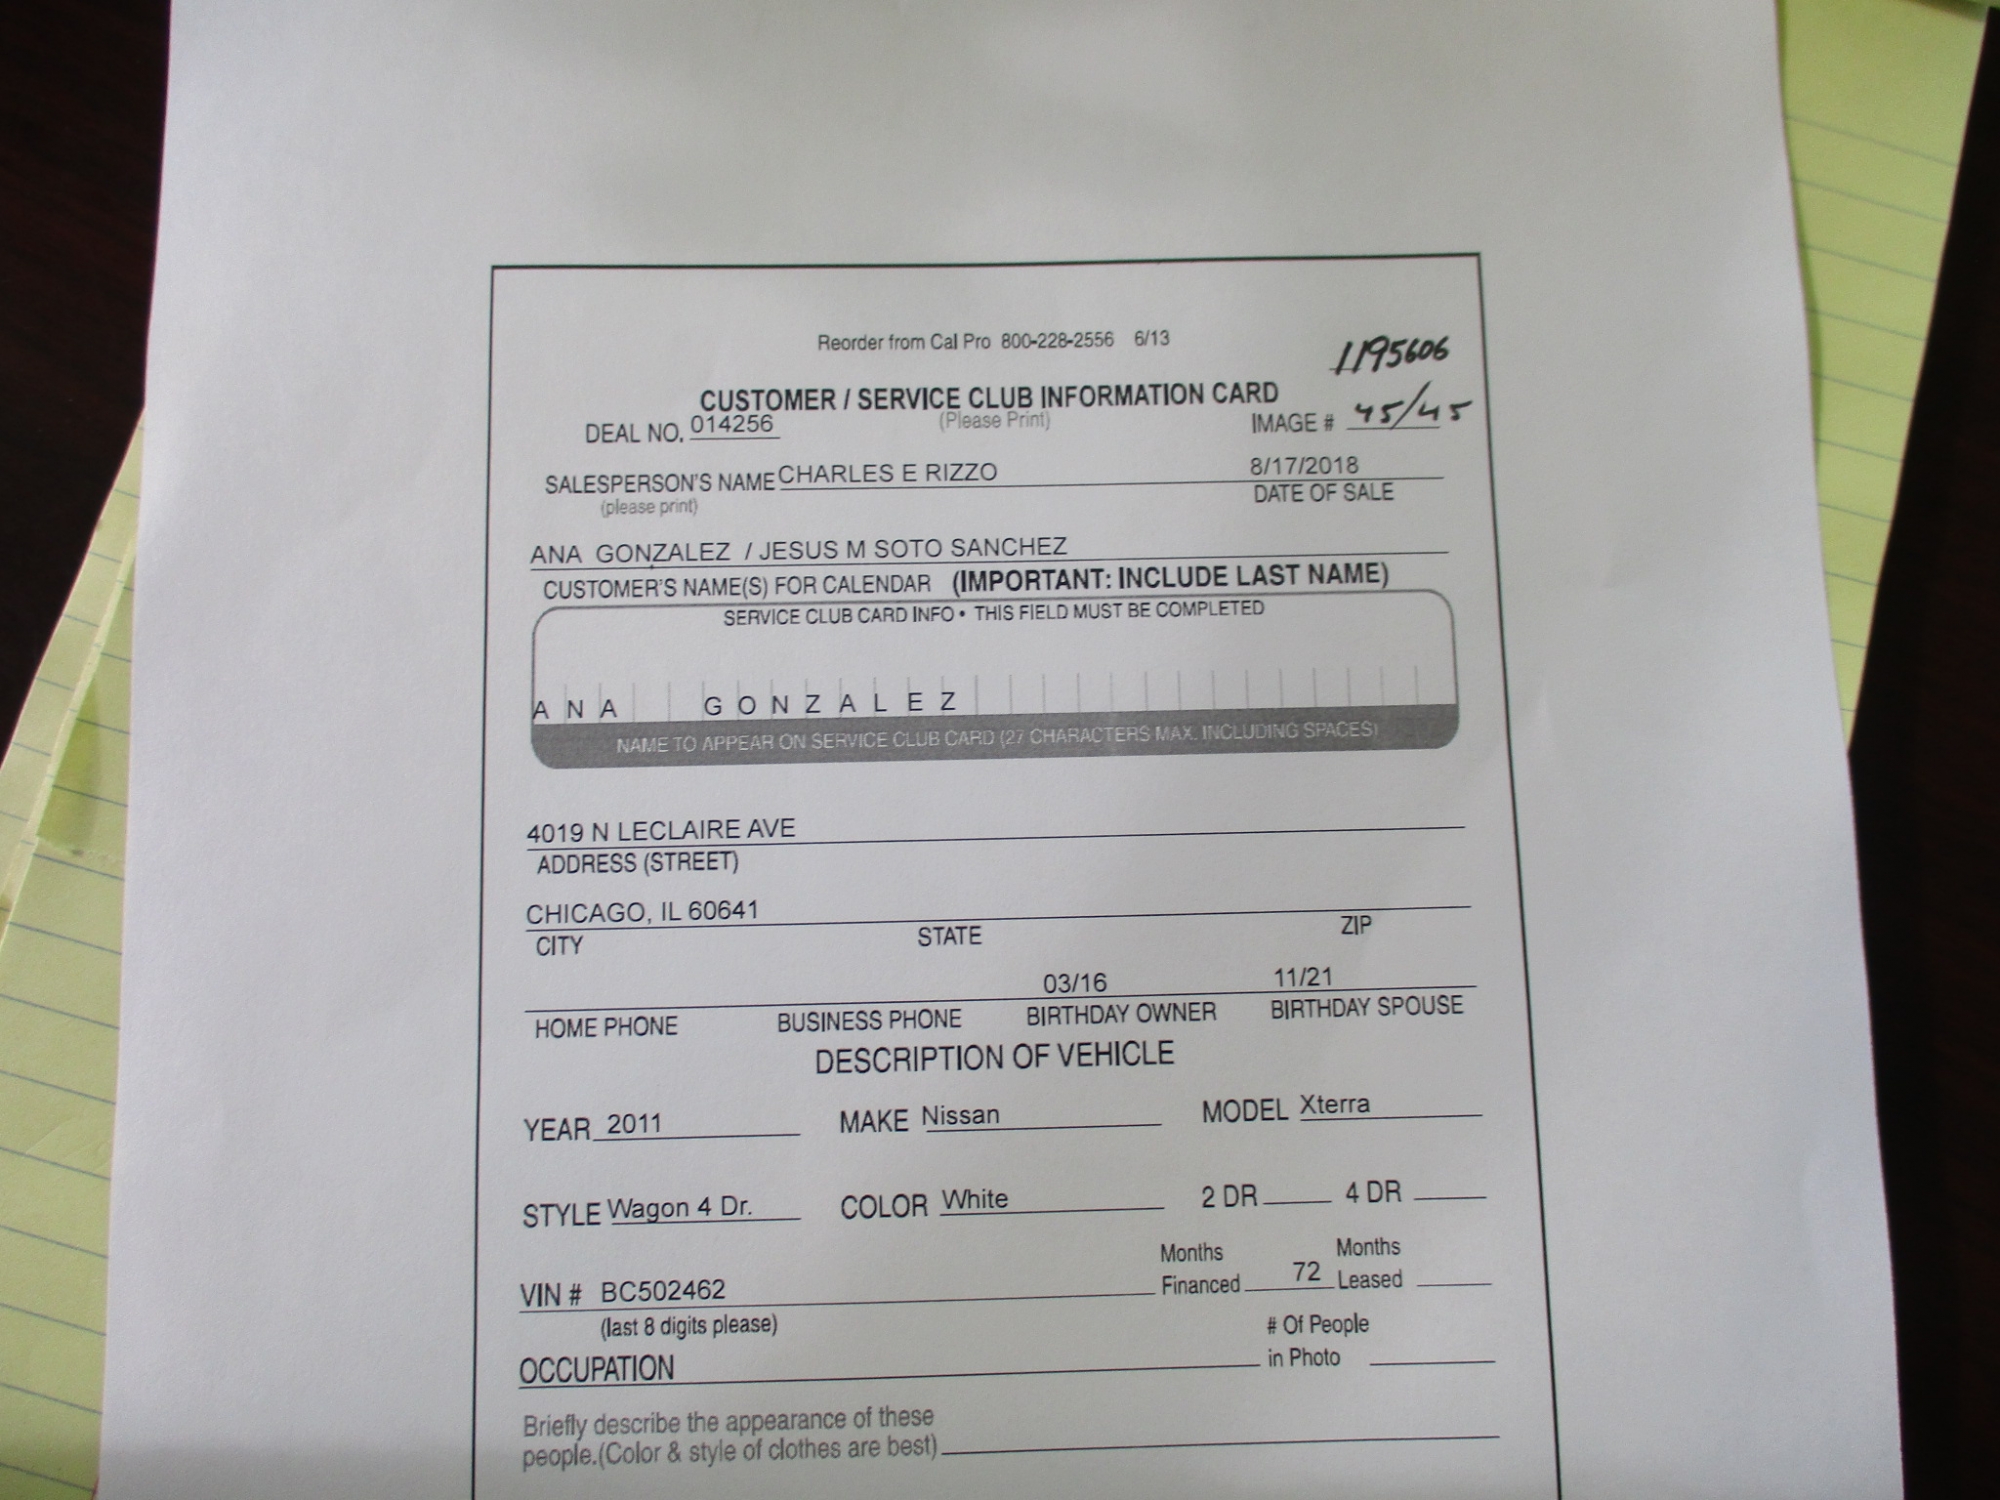 Reorder from Cal Pro 800-228-2556 6/13
1195606
CUSTOMER / SERVICE CLUB INFORMATION CARD
DEAL NO. 014256 (Please Print) IMAGE # 45/45
SALESPERSON'S NAME CHARLES E RIZZO 8/17/2018
(please print) DATE OF SALE
ANA GONZALEZ / JESUS M SOTO SANCHEZ
CUSTOMER'S NAME(S) FOR CALENDAR (IMPORTANT: INCLUDE LAST NAME)
SERVICE CLUB CARD INFO • THIS FIELD MUST BE COMPLETED
ANA GONZALEZ
NAME TO APPEAR ON SERVICE CLUB CARD (27 CHARACTERS MAX. INCLUDING SPACES)
4019 N LECLAIRE AVE
ADDRESS (STREET)
CHICAGO, IL 60641
CITY STATE ZIP
03/16 11/21
HOME PHONE BUSINESS PHONE BIRTHDAY OWNER BIRTHDAY SPOUSE
DESCRIPTION OF VEHICLE
YEAR 2011 MAKE Nissan MODEL Xterra
STYLE Wagon 4 Dr. COLOR White 2 DR 4 DR
Months Months
VIN # BC502462 Financed 72 Leased
(last 8 digits please) # Of People
OCCUPATION in Photo
Briefly describe the appearance of these
people.(Color & style of clothes are best)